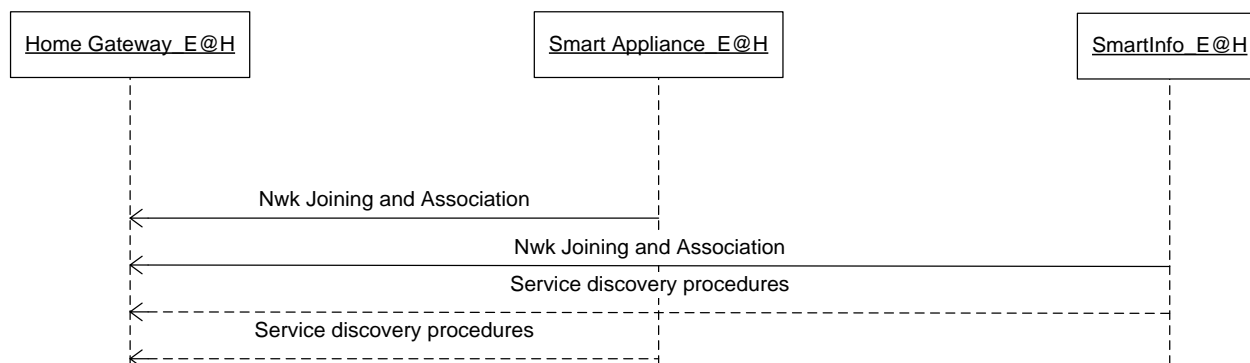 Home Gateway_E@H
Smart Appliance_E@H
SmartInfo_E@H
Nwk Joining and Association
Nwk Joining and Association
Service discovery procedures
Service discovery procedures